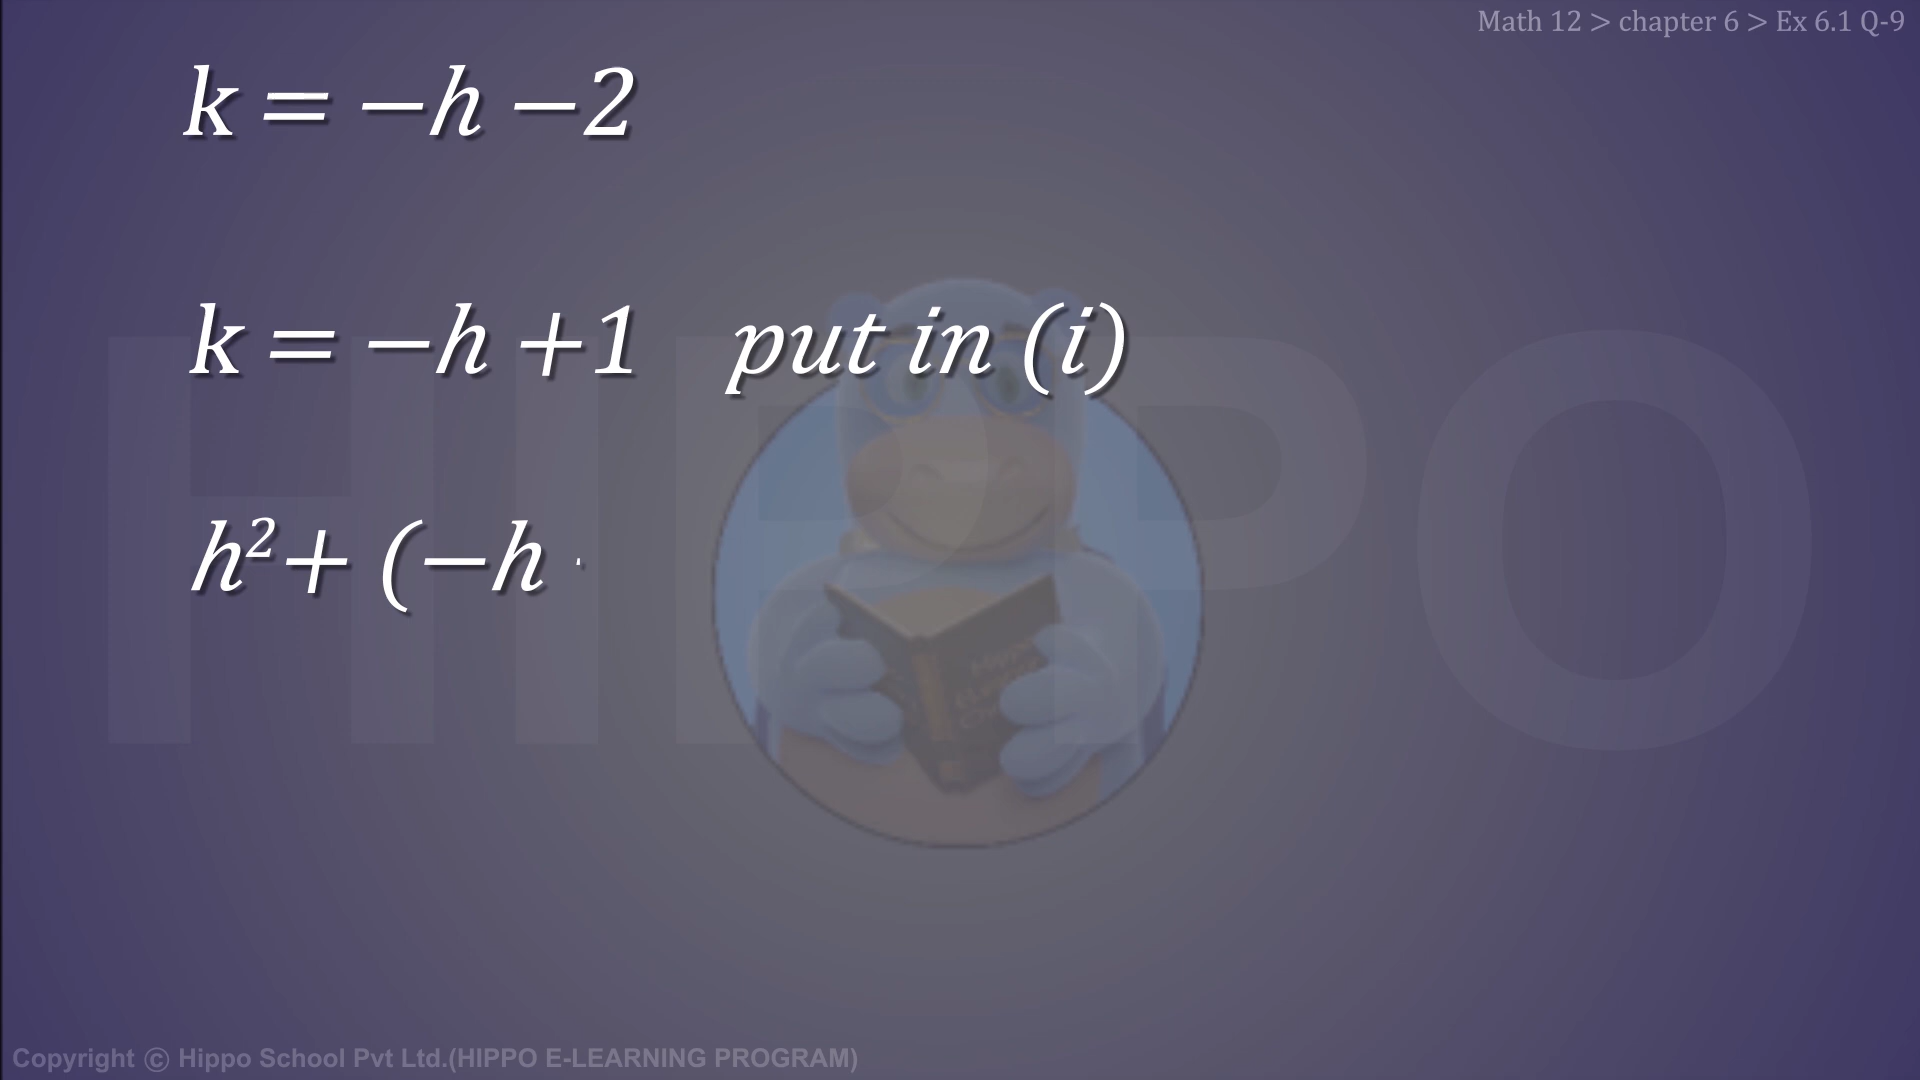 Math 12 > chapter 6 > Ex 6.1 Q-9
k = −h −2
k = −h +1 put in (i)
h²+ (−h
HIPPO
Copyright © Hippo School Pvt Ltd.(HIPPO E-LEARNING PROGRAM)